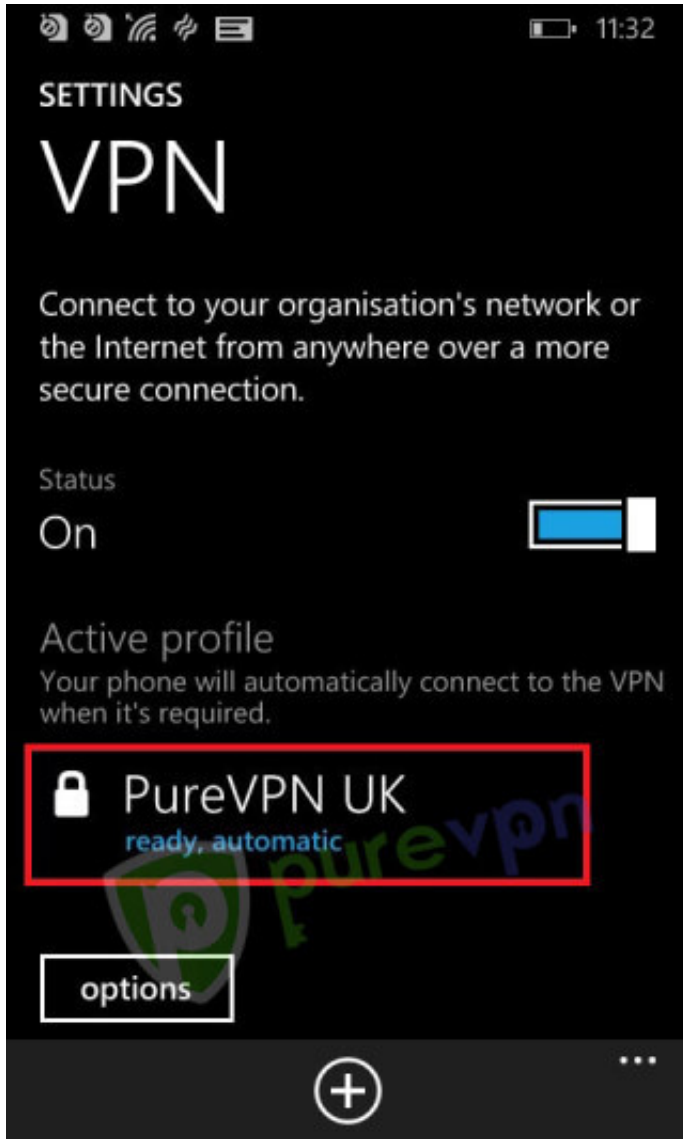 11:32
SETTINGS
VPN
Connect to your organisation's network or
the Internet from anywhere over a more
secure connection.
Status
On
Active profile
Your phone will automatically connect to the VPN
when it's required.
PureVPN UK
ready, automatic
purevpn
options